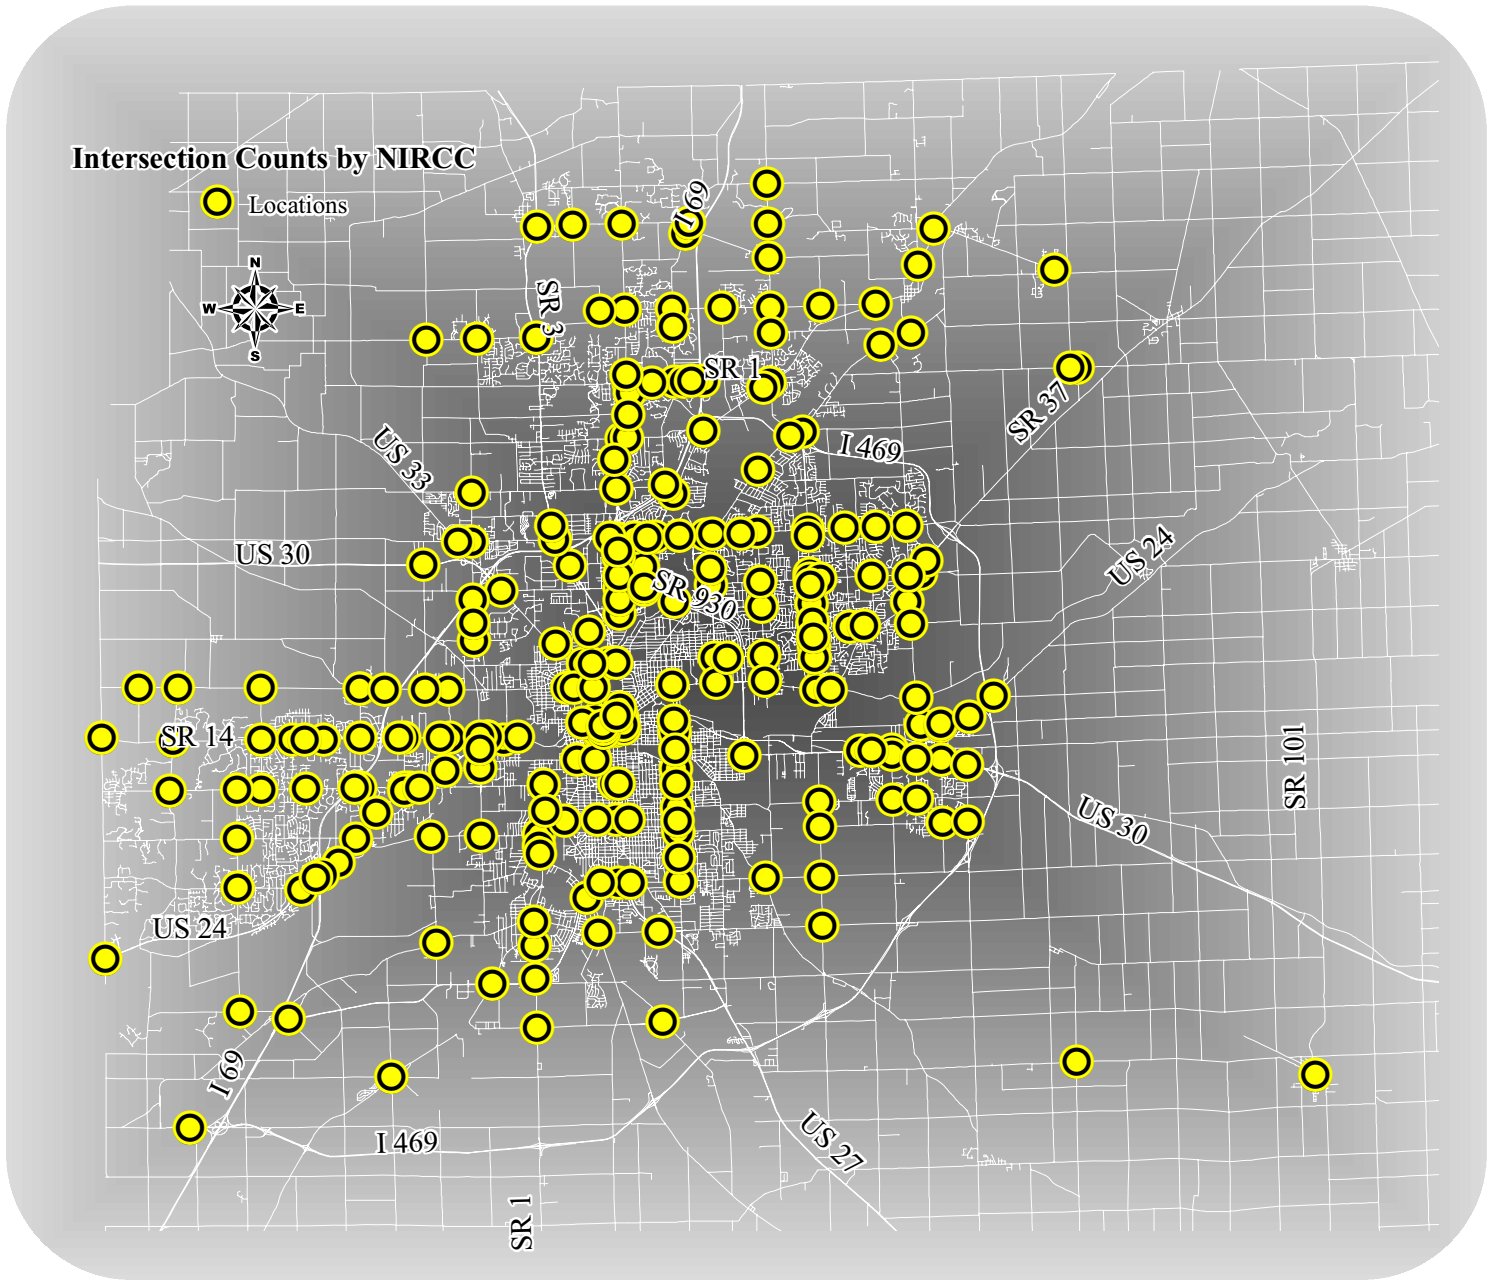 Intersection Counts by NIRCC
Locations
N
W E
S
I 69
SR 3
SR 1
SR 37
I 469
US 33
US 30
US 24
SR 930
SR 14
SR 101
US 30
US 24
I 69
I 469
US 27
SR 1